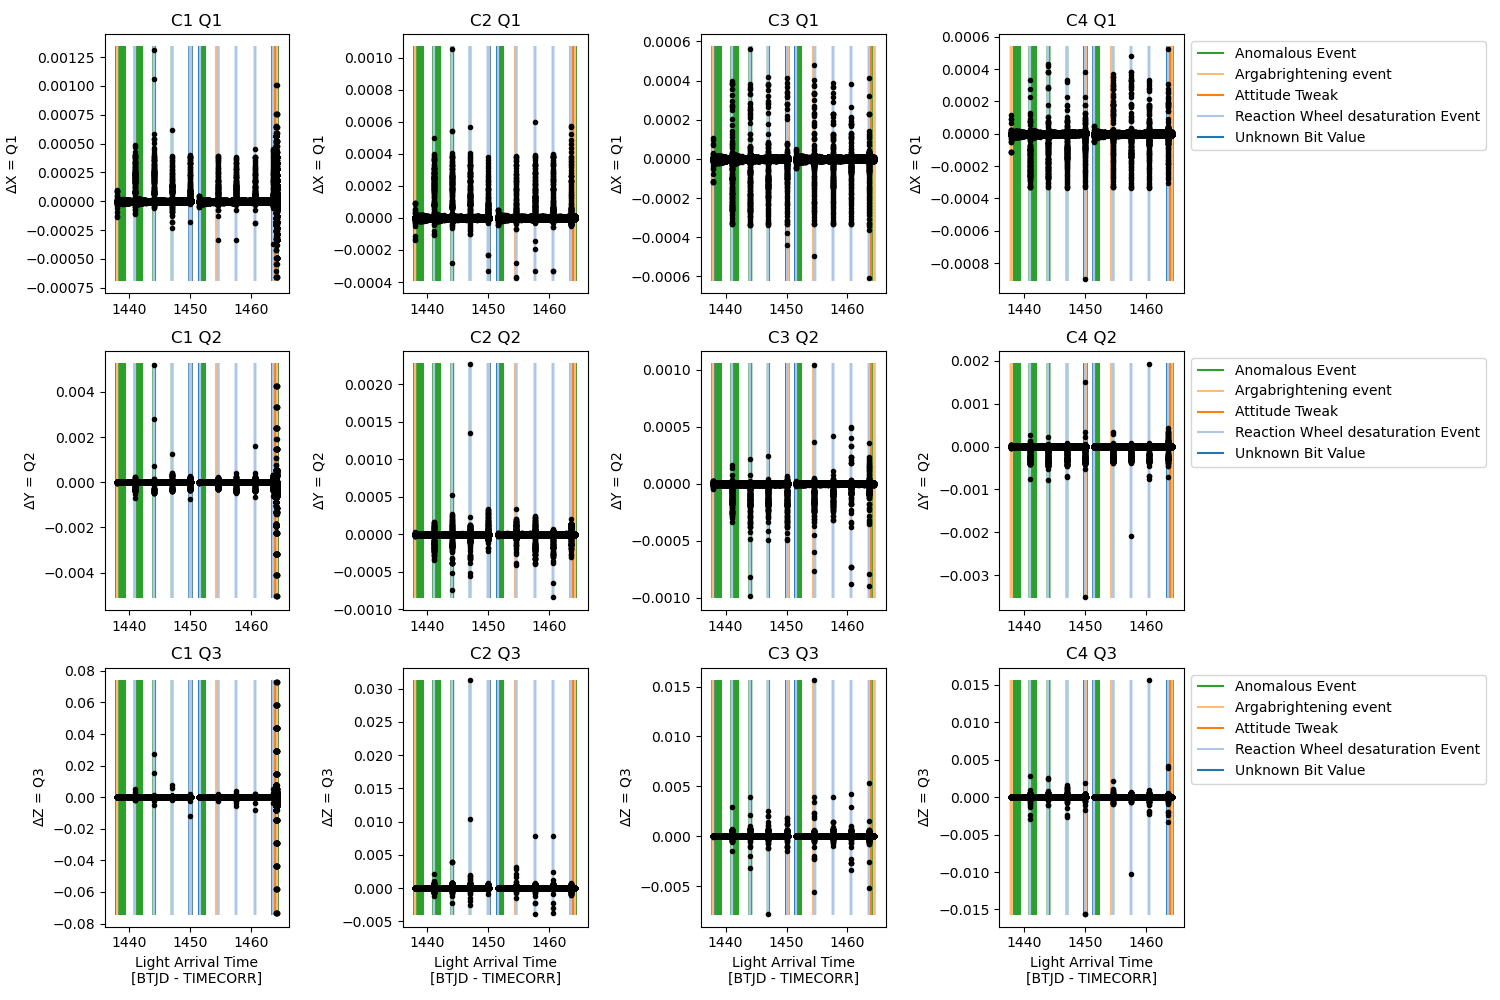 C1 Q1
C2 Q1
C3 Q1
C4 Q1
ΔX = Q1
0.00125
0.00100
0.00075
0.00050
0.00025
0.00000
−0.00025
−0.00050
−0.00075
1440
1450
1460
ΔX = Q1
0.0010
0.0008
0.0006
0.0004
0.0002
0.0000
−0.0002
−0.0004
1440
1450
1460
ΔX = Q1
0.0006
0.0004
0.0002
0.0000
−0.0002
−0.0004
−0.0006
1440
1450
1460
ΔX = Q1
0.0006
0.0004
0.0002
0.0000
−0.0002
−0.0004
−0.0006
−0.0008
1440
1450
1460
Anomalous Event
Argabrightening event
Attitude Tweak
Reaction Wheel desaturation Event
Unknown Bit Value
C1 Q2
C2 Q2
C3 Q2
C4 Q2
ΔY = Q2
0.004
0.002
0.000
−0.002
−0.004
1440
1450
1460
ΔY = Q2
0.0020
0.0015
0.0010
0.0005
0.0000
−0.0005
−0.0010
1440
1450
1460
ΔY = Q2
0.0010
0.0005
0.0000
−0.0005
−0.0010
1440
1450
1460
ΔY = Q2
0.002
0.001
0.000
−0.001
−0.002
−0.003
1440
1450
1460
Anomalous Event
Argabrightening event
Attitude Tweak
Reaction Wheel desaturation Event
Unknown Bit Value
C1 Q3
C2 Q3
C3 Q3
C4 Q3
ΔZ = Q3
0.08
0.06
0.04
0.02
0.00
−0.02
−0.04
−0.06
−0.08
1440
1450
1460
Light Arrival Time
[BTJD - TIMECORR]
ΔZ = Q3
0.030
0.025
0.020
0.015
0.010
0.005
0.000
−0.005
1440
1450
1460
Light Arrival Time
[BTJD - TIMECORR]
ΔZ = Q3
0.015
0.010
0.005
0.000
−0.005
1440
1450
1460
Light Arrival Time
[BTJD - TIMECORR]
ΔZ = Q3
0.015
0.010
0.005
0.000
−0.005
−0.010
−0.015
1440
1450
1460
Light Arrival Time
[BTJD - TIMECORR]
Anomalous Event
Argabrightening event
Attitude Tweak
Reaction Wheel desaturation Event
Unknown Bit Value